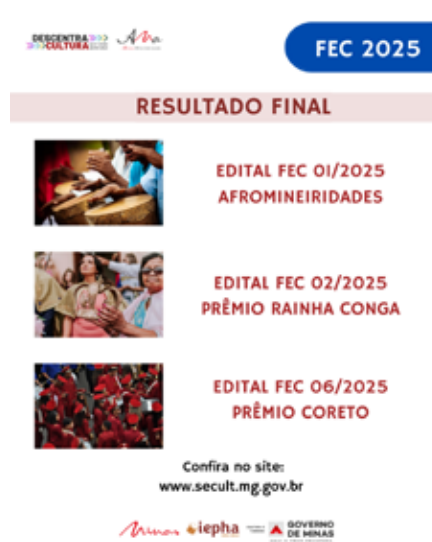 DESCENTRA
CULTURA
FEC 2025
RESULTADO FINAL
EDITAL FEC 01/2025
AFROMINEIRIDADES
EDITAL FEC 02/2025
PRÊMIO RAINHA CONGA
EDITAL FEC 06/2025
PRÊMIO CORETO
Confira no site:
www.secult.mg.gov.br
Minas
iepha
GOVERNO
DE MINAS